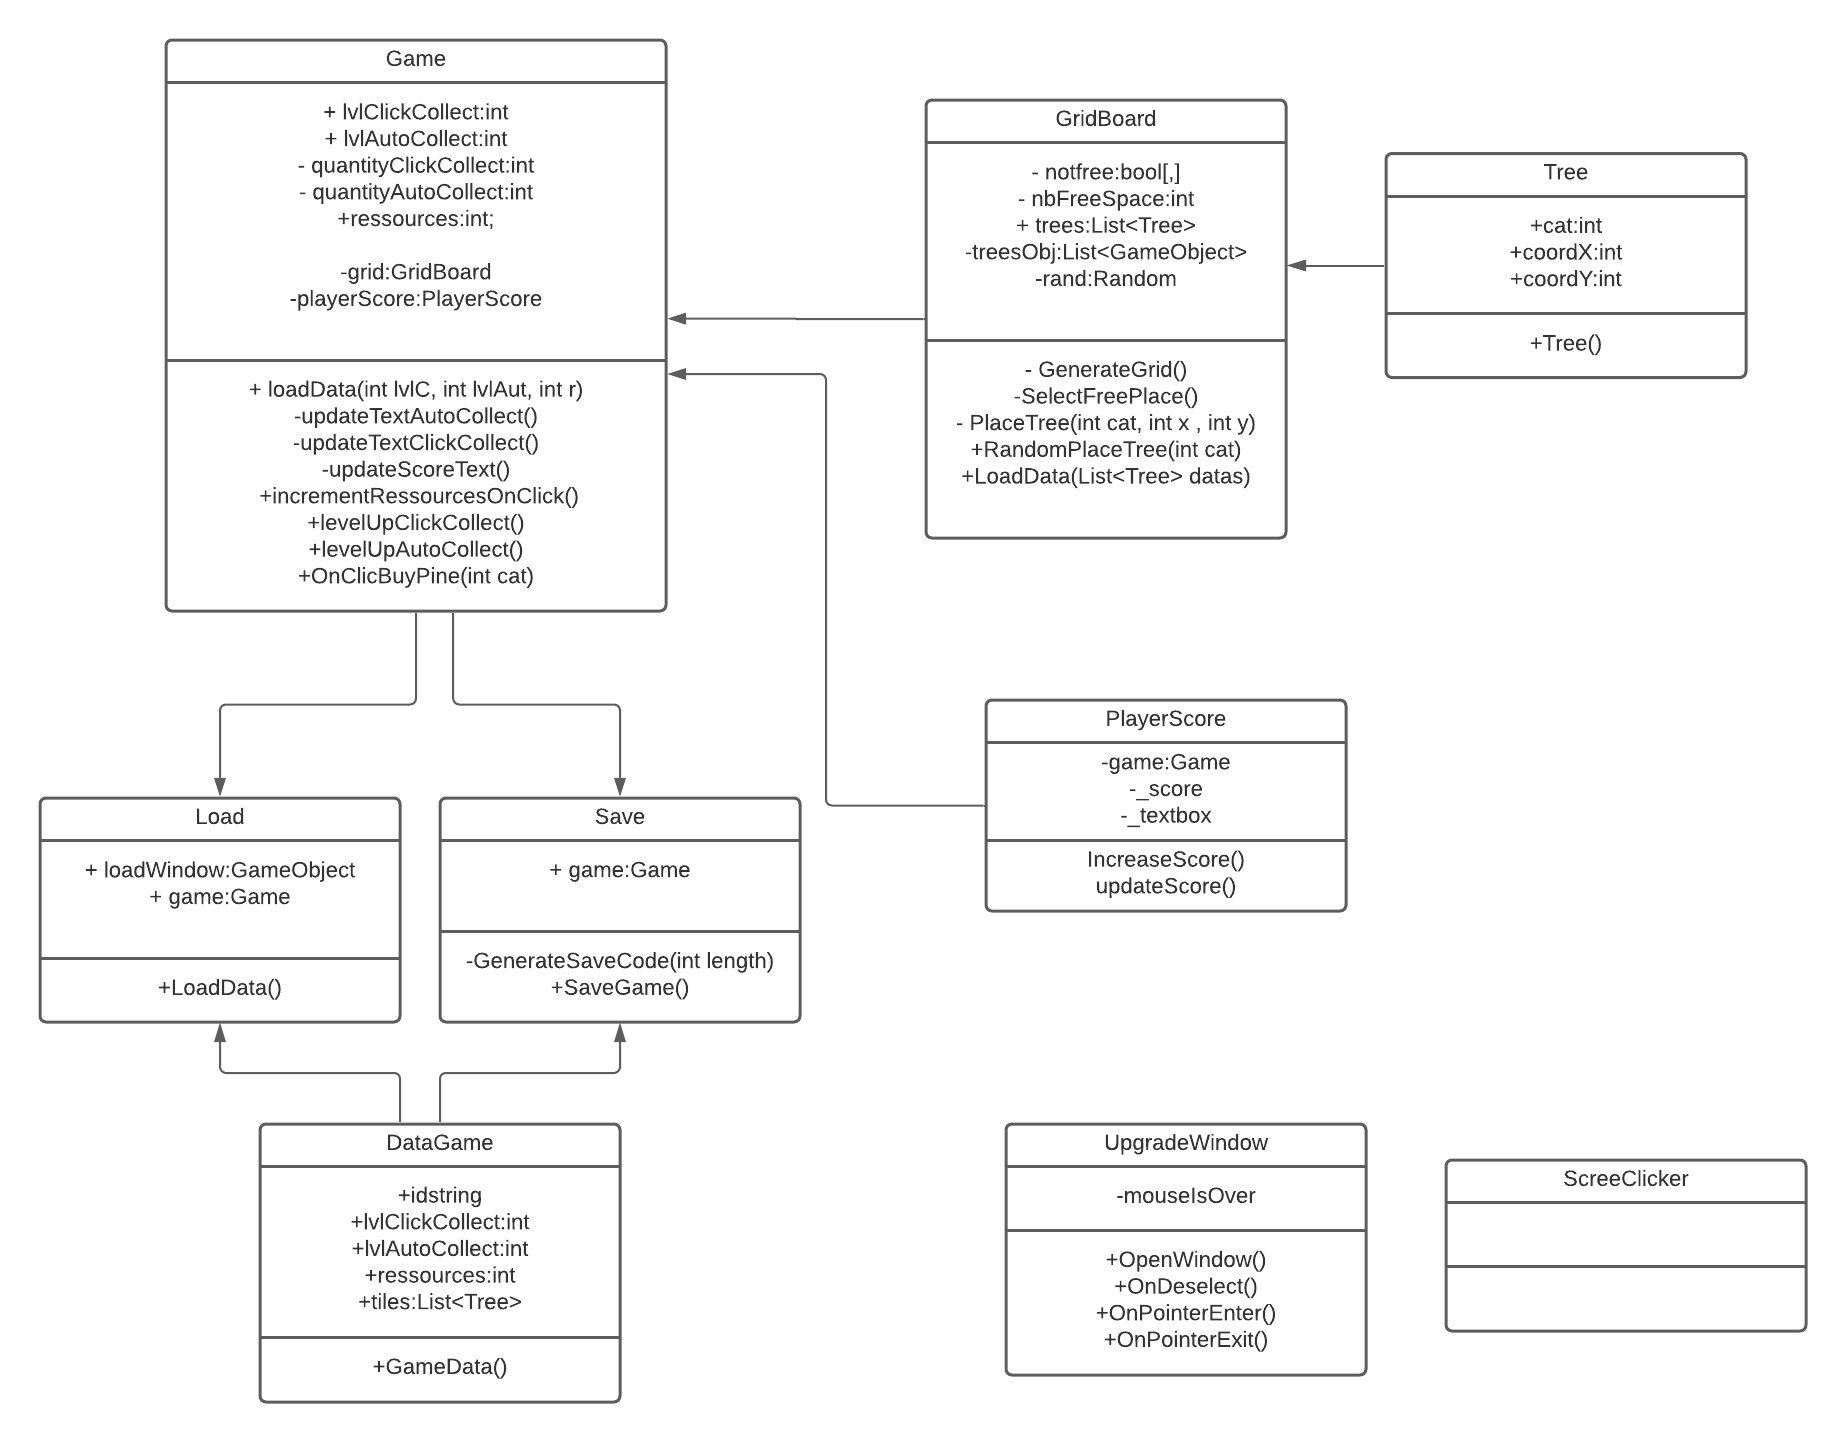 Game
+ lvlClickCollect:int
+ lvlAutoCollect:int
- quantityClickCollect:int
- quantityAutoCollect:int
+ressources:int;
-grid:GridBoard
-playerScore:PlayerScore
+ loadData(int lvlC, int lvlAut, int r)
-updateTextAutoCollect()
-updateTextClickCollect()
-updateScoreText()
+incrementRessourcesOnClick()
+levelUpClickCollect()
+levelUpAutoCollect()
+OnClicBuyPine(int cat)
GridBoard
- notfree:bool[,]
- nbFreeSpace:int
+ trees:List<Tree>
-treesObj:List<GameObject>
-rand:Random
- GenerateGrid()
-SelectFreePlace()
- PlaceTree(int cat, int x , int y)
+RandomPlaceTree(int cat)
+LoadData(List<Tree> datas)
Tree
+cat:int
+coordX:int
+coordY:int
+Tree()
PlayerScore
-game:Game
-_score
-_textbox
IncreaseScore()
updateScore()
Load
+ loadWindow:GameObject
+ game:Game
+LoadData()
Save
+ game:Game
-GenerateSaveCode(int length)
+SaveGame()
DataGame
+idstring
+lvlClickCollect:int
+lvlAutoCollect:int
+ressources:int
+tiles:List<Tree>
+GameData()
UpgradeWindow
-mouseIsOver
+OpenWindow()
+OnDeselect()
+OnPointerEnter()
+OnPointerExit()
ScreeClicker